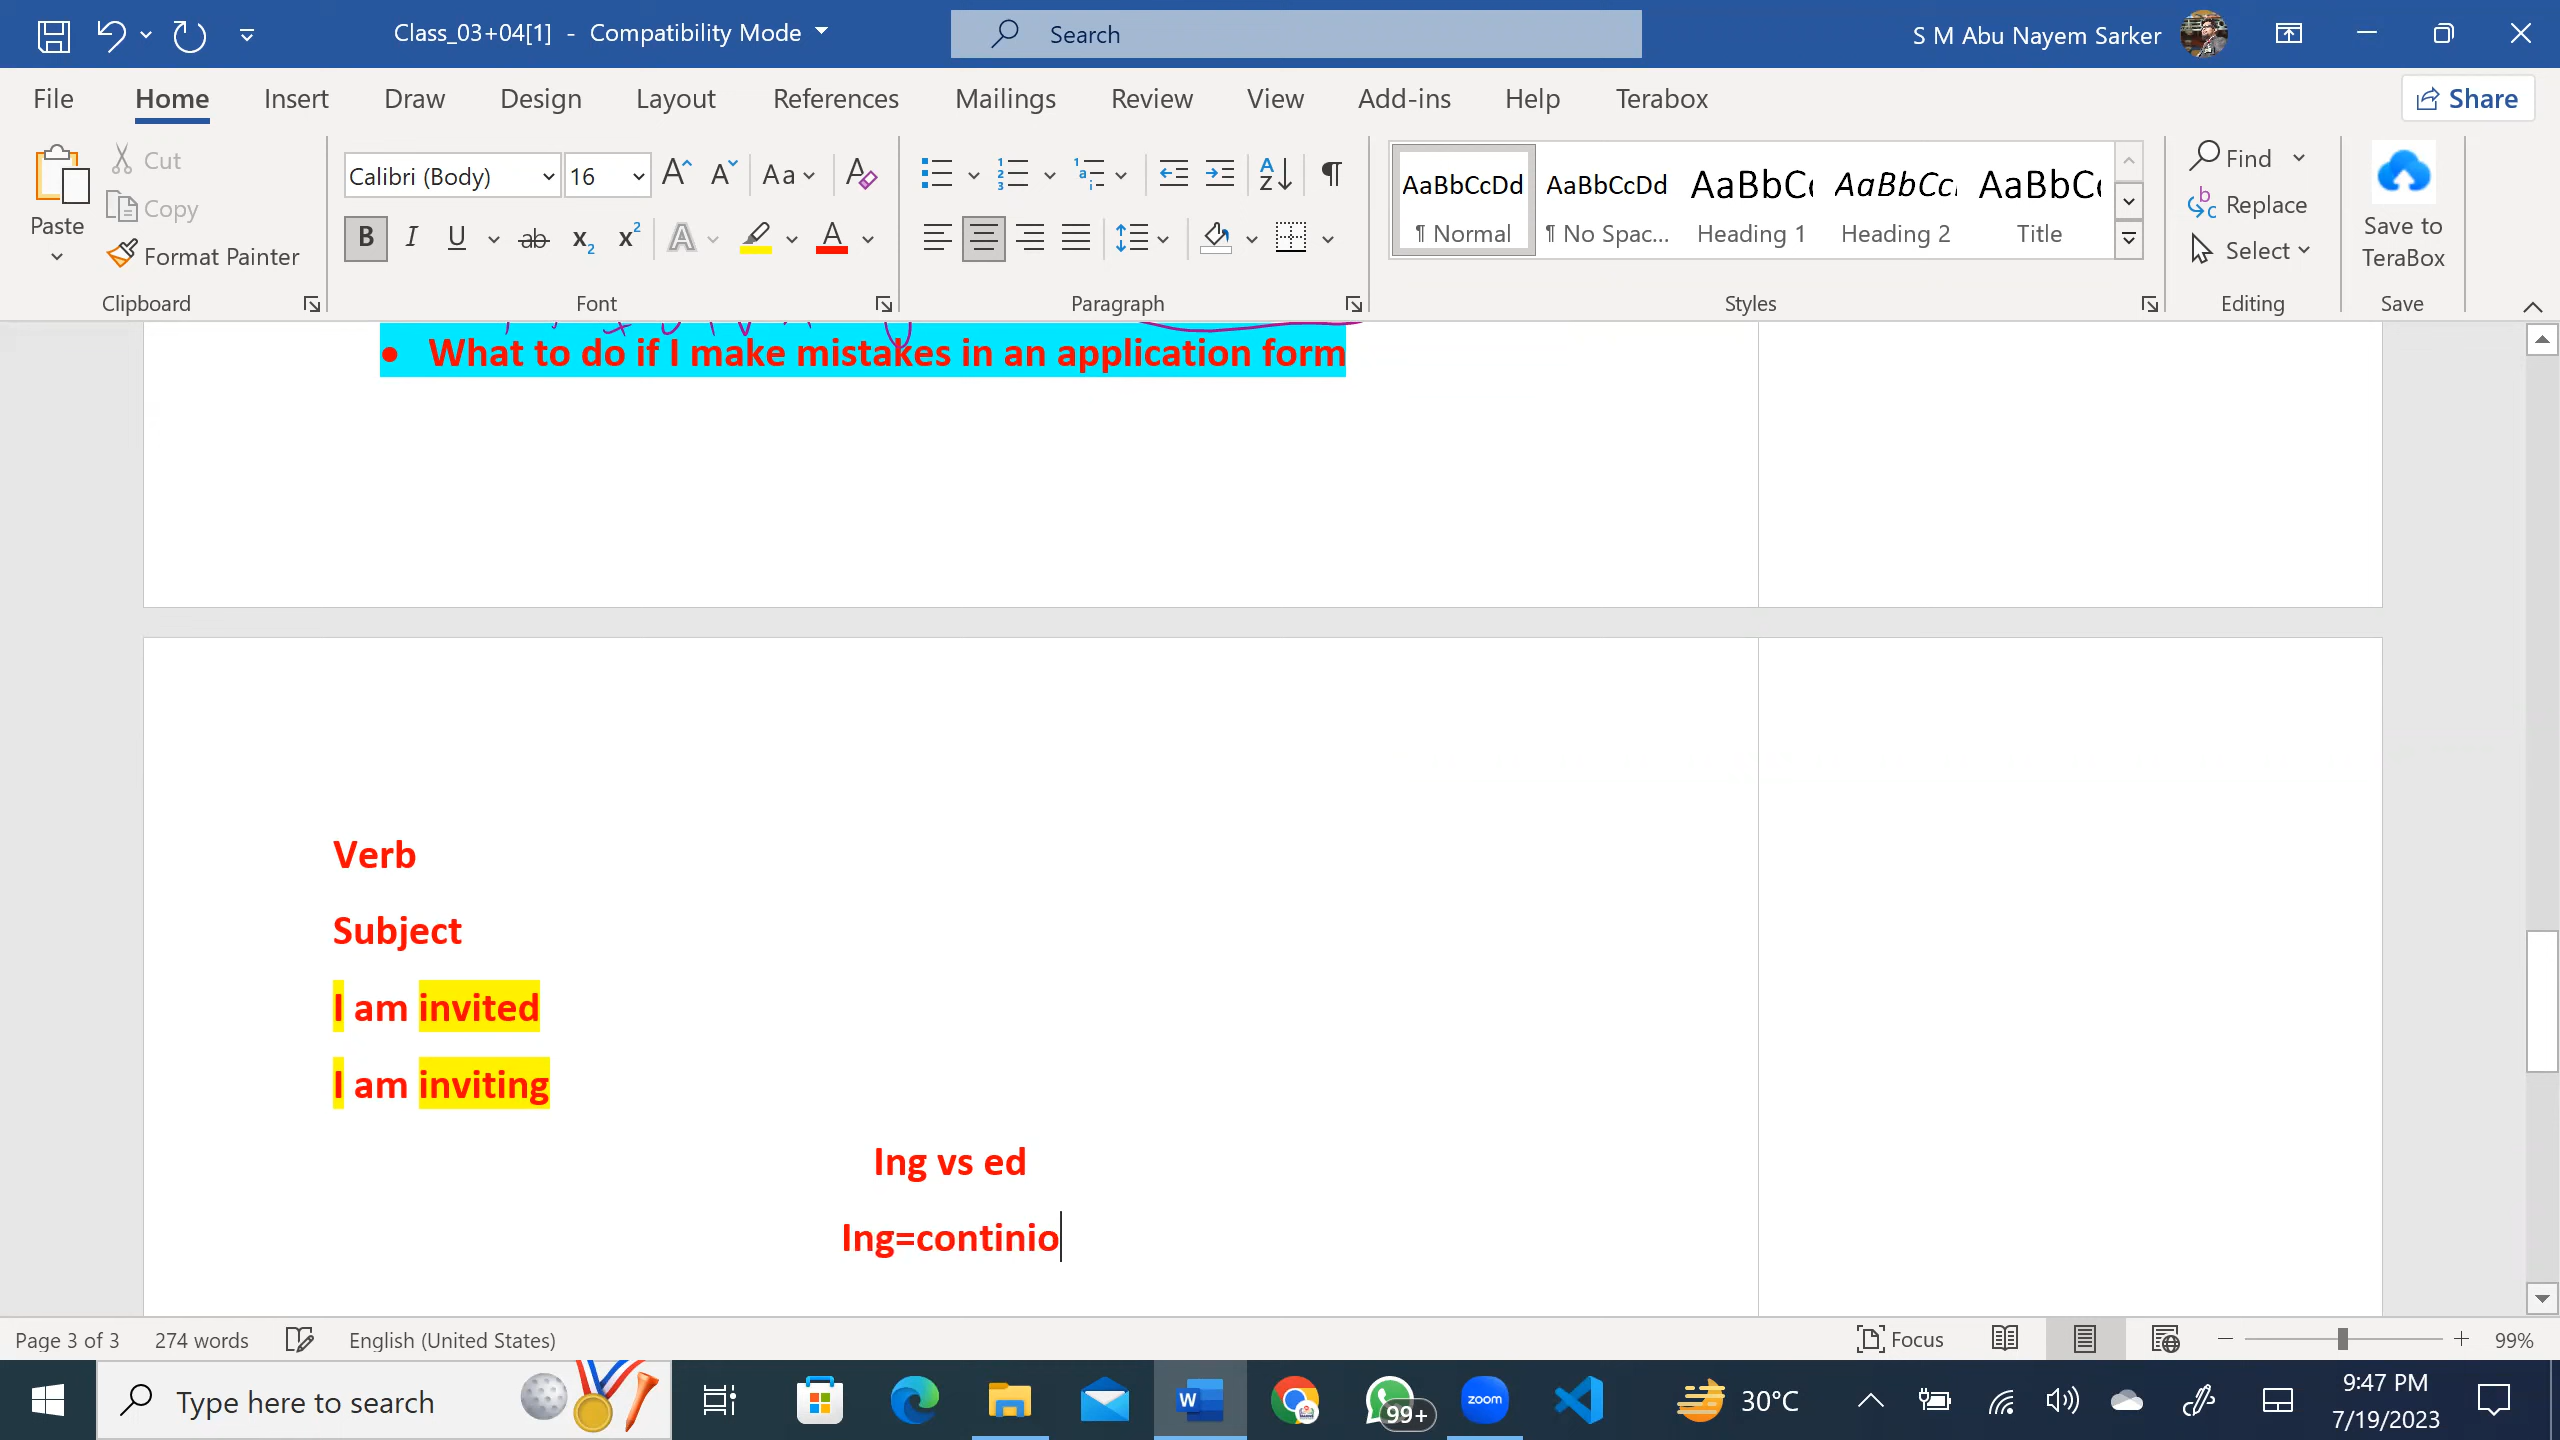 Class_03+04[1] - Compatibility Mode
Search
S M Abu Nayem Sarker
File Home Insert Draw Design Layout References Mailings Review View Add-ins Help Terabox
Share
Paste
Cut
Copy
Format Painter
Clipboard
Calibri (Body)
16
Font
Paragraph
AaBbCcDd
¶ Normal
AaBbCcDd
¶ No Spac...
AaBbCc
Heading 1
AaBbCc
Heading 2
AaBbCc
Title
Styles
Find
Replace
Select
Editing
Save to
TeraBox
Save
• What to do if I make mistakes in an application form
Verb
Subject
I am invited
I am inviting
Ing vs ed
Ing=continio
Page 3 of 3 274 words English (United States)
Focus
99%
Type here to search
99+
zoom
30°C
9:47 PM
7/19/2023